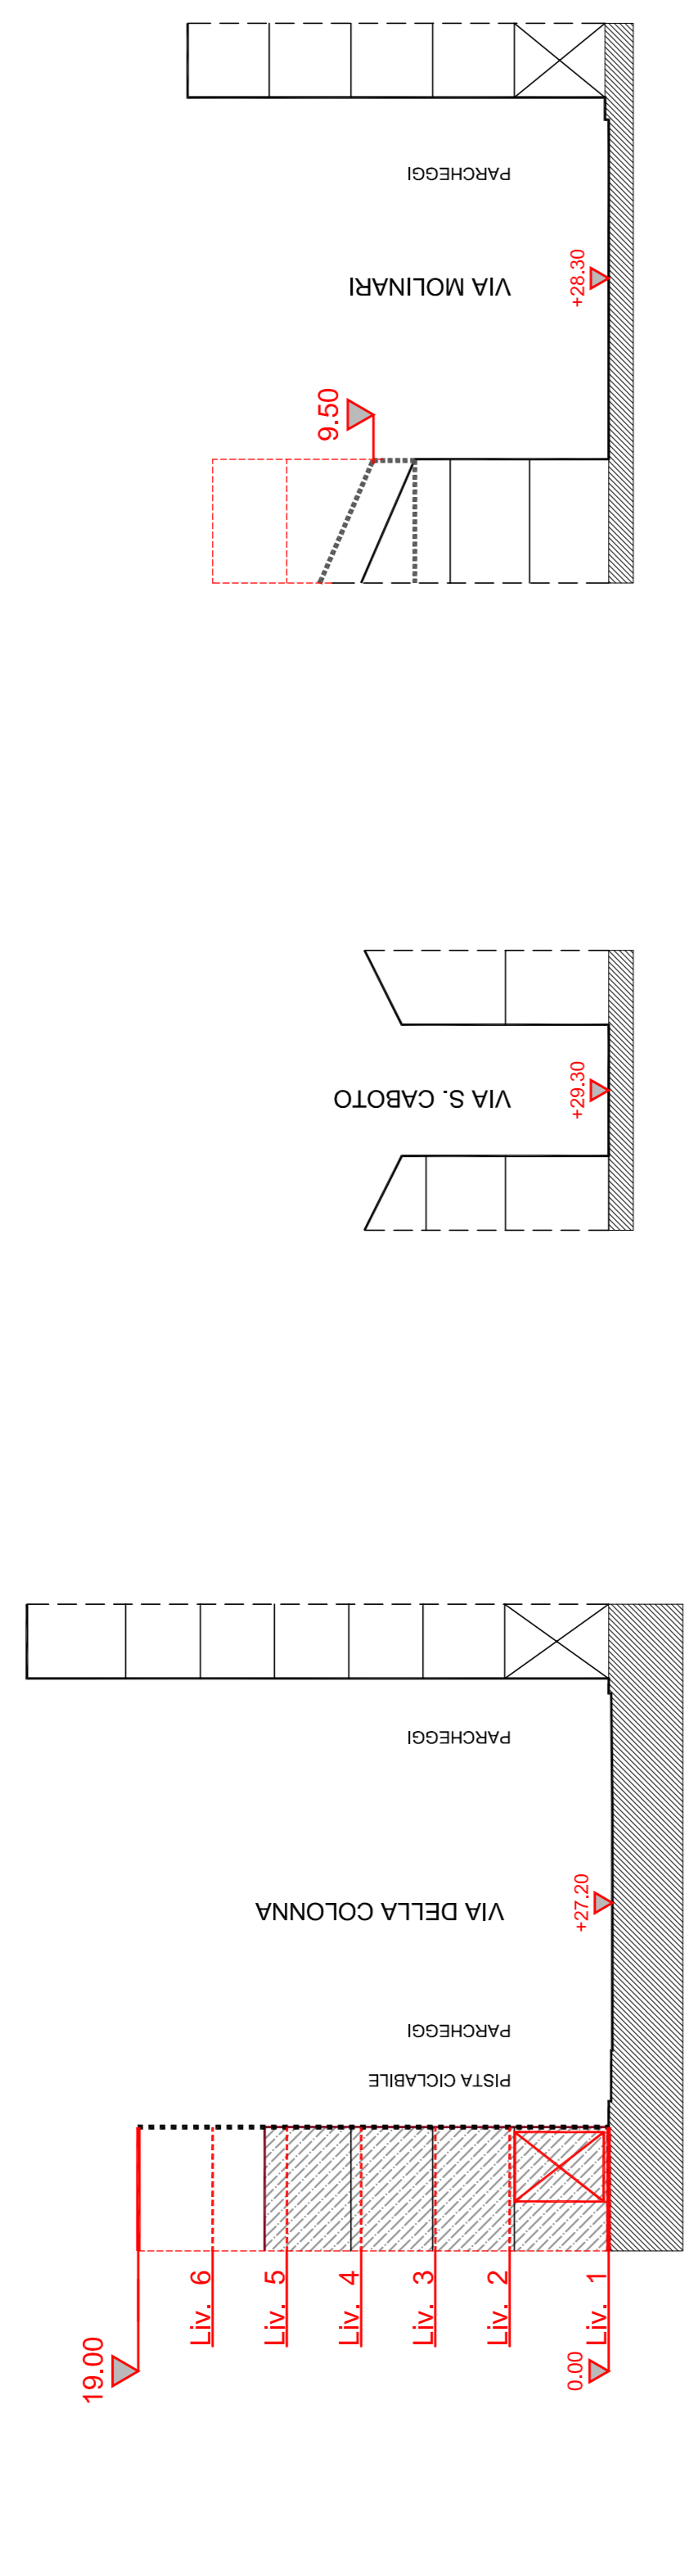 PARCHEGGI
VIA MOLINARI
+28.30
9.50
VIA S. CABOTO
+29.30
PARCHEGGI
VIA DELLA COLONNA
+27.20
PARCHEGGI
PISTA CICLABILE
Liv. 6
Liv. 5
Liv. 4
Liv. 3
Liv. 2
Liv. 1
19.00
0.00